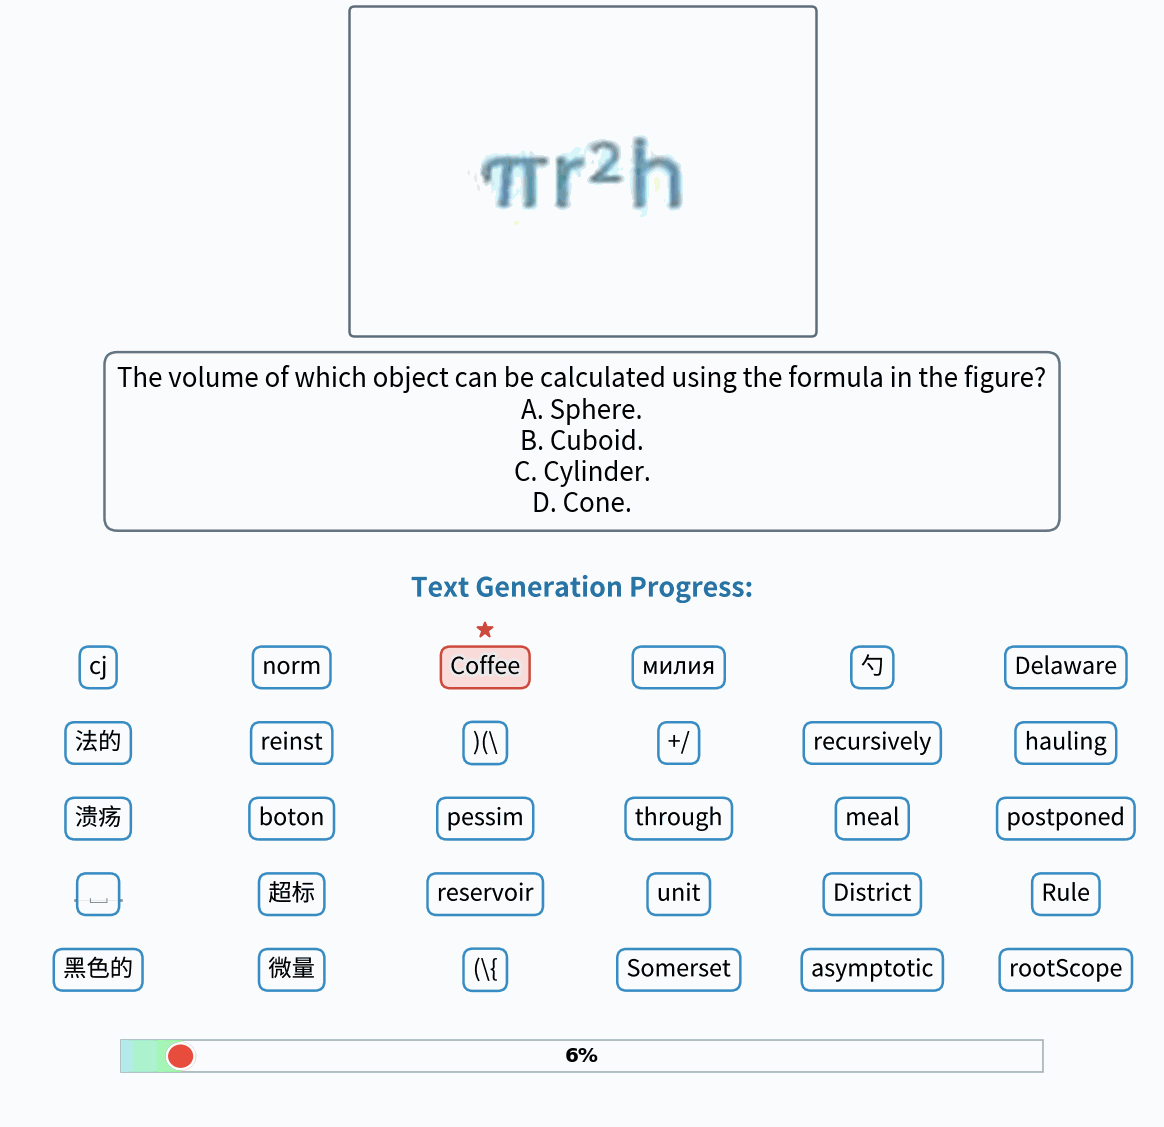 πr²h
The volume of which object can be calculated using the formula in the figure?
A. Sphere.
B. Cuboid.
C. Cylinder.
D. Cone.
Text Generation Progress:
cj norm Coffee милия 勺 Delaware
法的 reinst )(\ +/ recursively hauling
溃疡 boton pessim through meal postponed
␣ 超标 reservoir unit District Rule
黑色的 微量 (\{ Somerset asymptotic rootScope
6%